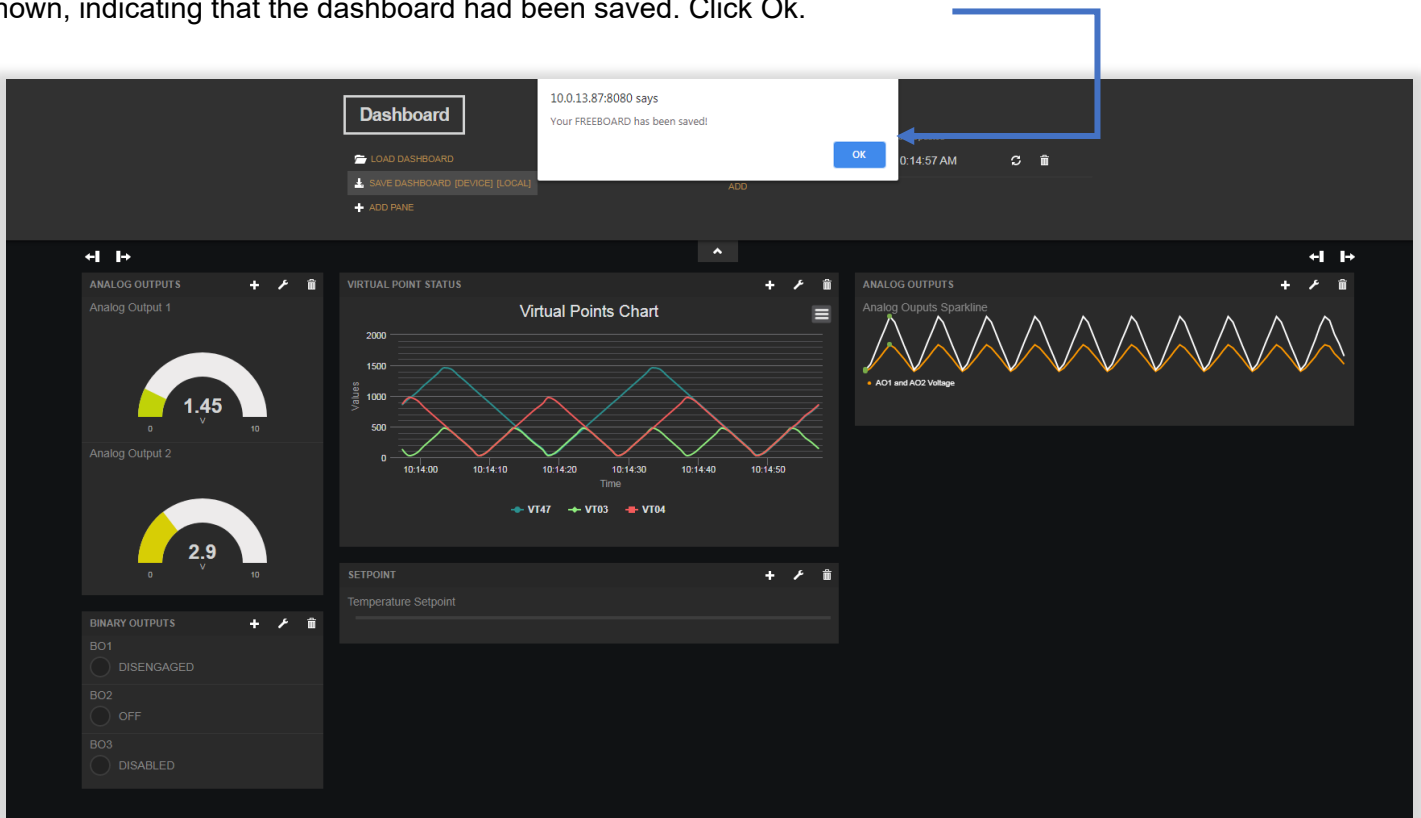 nown, indicating that the dashboard had been saved. Click Ok.
Dashboard
LOAD DASHBOARD
SAVE DASHBOARD [DEVICE] [LOCAL]
ADD PANE
10.0.13.87:8080 says
Your FREEBOARD has been saved!
OK
0:14:57 AM
ADD
ANALOG OUTPUTS
Analog Output 1
1.45
V
0 10
Analog Output 2
2.9
V
0 10
BINARY OUTPUTS
BO1
DISENGAGED
BO2
OFF
BO3
DISABLED
VIRTUAL POINT STATUS
Virtual Points Chart
Values
2000
1500
1000
500
0
10:14:00 10:14:10 10:14:20 10:14:30 10:14:40 10:14:50
Time
VT47 VT03 VT04
SETPOINT
Temperature Setpoint
ANALOG OUTPUTS
Analog Ouputs Sparkline
AO1 and AO2 Voltage